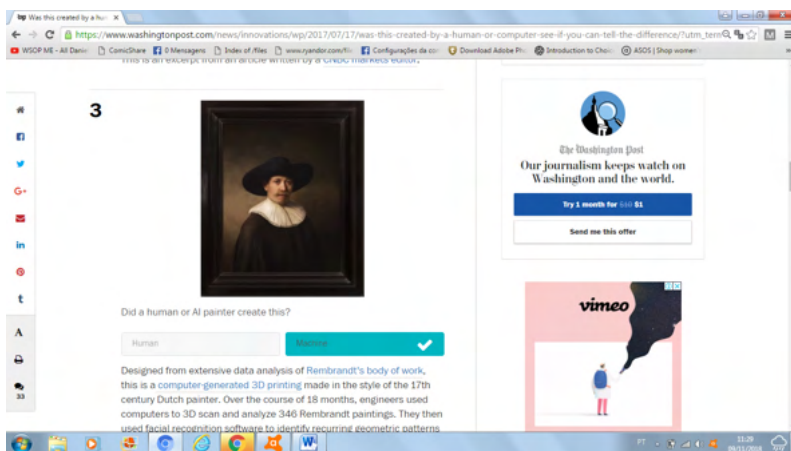 Was this created by a hum
https://www.washingtonpost.com/news/innovations/wp/2017/07/17/was-this-created-by-a-human-or-computer-see-if-you-can-tell-the-difference/?utm_term
WSOP ME - All Danie
ComicShare
0 Mensagens
Index of /files
www.ryandor.com/file
Configurações da con
Download Adobe Pho
Introduction to Choic
ASOS | Shop women
This is an excerpt from an article written by a CNBC markets editor.
3
Did a human or AI painter create this?
Human
Machine
Designed from extensive data analysis of Rembrandt's body of work,
this is a computer-generated 3D printing made in the style of the 17th
century Dutch painter. Over the course of 18 months, engineers used
computers to 3D scan and analyze 346 Rembrandt paintings. They then
used facial recognition software to identify recurring geometric patterns
G+
in
t
A
33
The Washington Post
Our journalism keeps watch on
Washington and the world.
Try 1 month for $10 $1
Send me this offer
vimeo
PT
11:29
09/11/2018